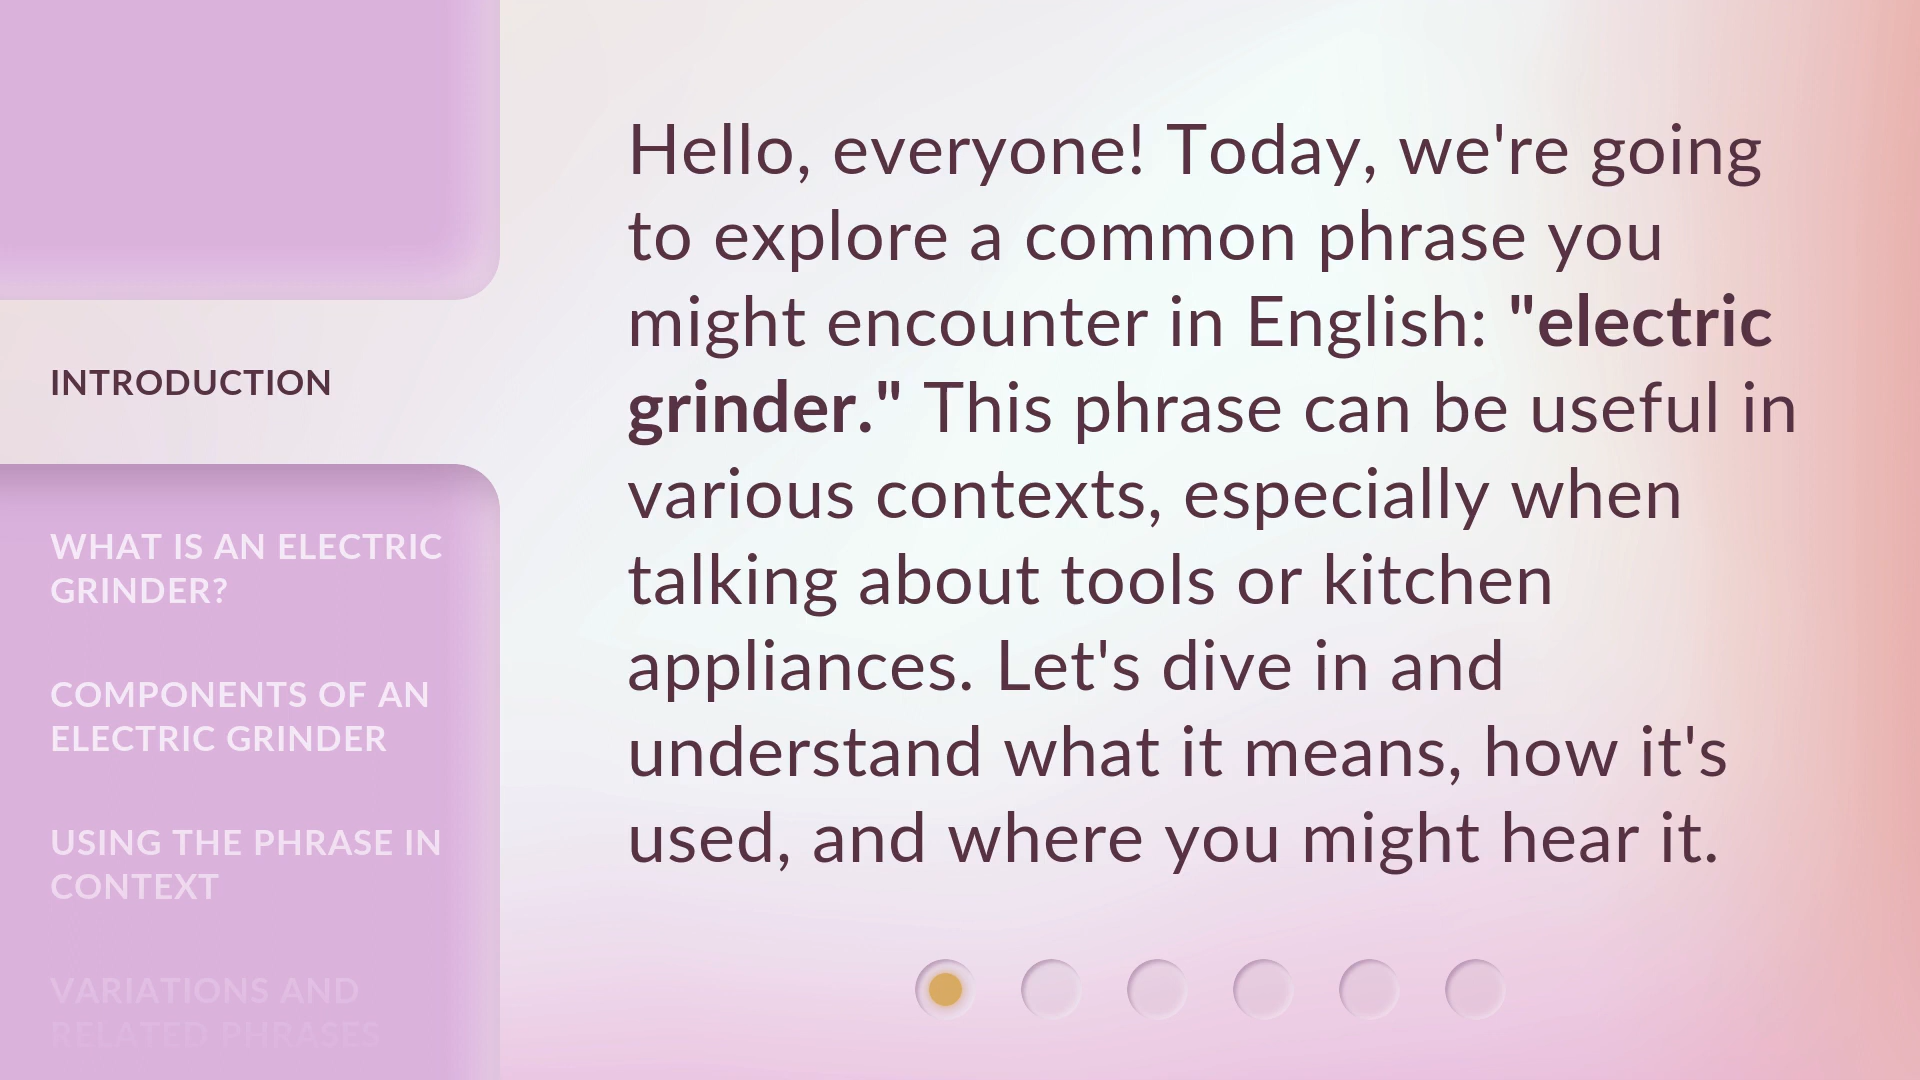 INTRODUCTION
WHAT IS AN ELECTRIC
GRINDER?
COMPONENTS OF AN
ELECTRIC GRINDER
USING THE PHRASE IN
CONTEXT
VARIATIONS AND
RELATED PHRASES
Hello, everyone! Today, we're going
to explore a common phrase you
might encounter in English: "electric
grinder." This phrase can be useful in
various contexts, especially when
talking about tools or kitchen
appliances. Let's dive in and
understand what it means, how it's
used, and where you might hear it.